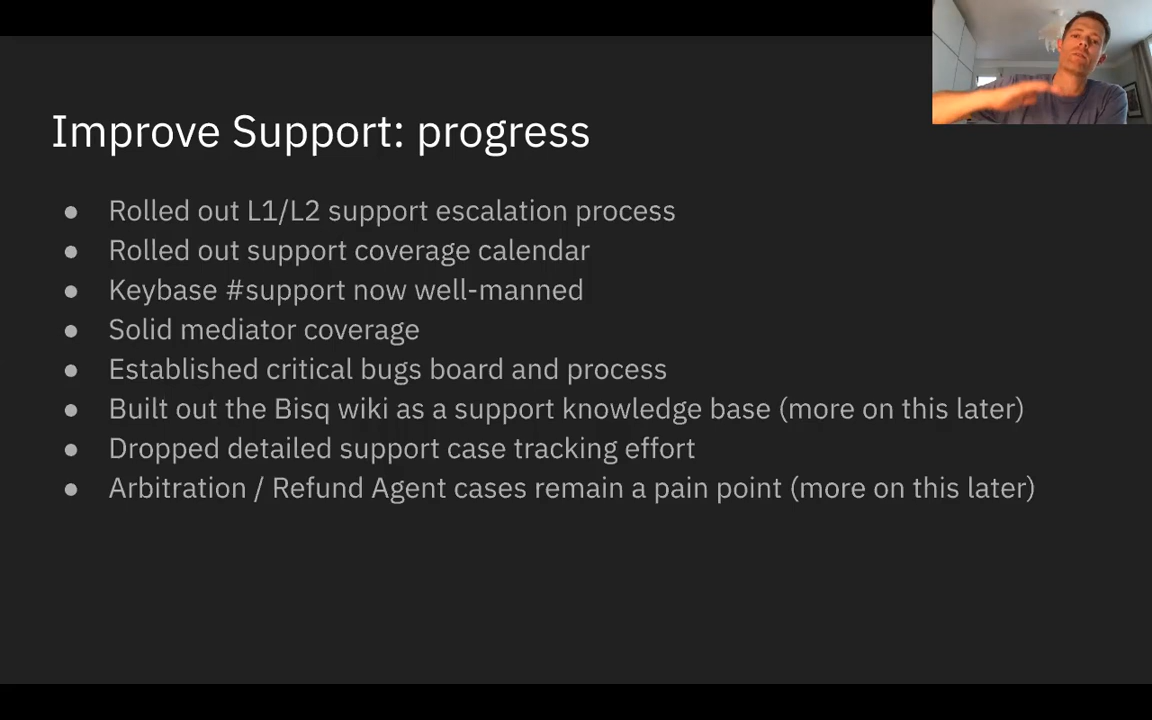 Improve Support: progress
● Rolled out L1/L2 support escalation process
● Rolled out support coverage calendar
● Keybase #support now well-manned
● Solid mediator coverage
● Established critical bugs board and process
● Built out the Bisq wiki as a support knowledge base (more on this later)
● Dropped detailed support case tracking effort
● Arbitration / Refund Agent cases remain a pain point (more on this later)